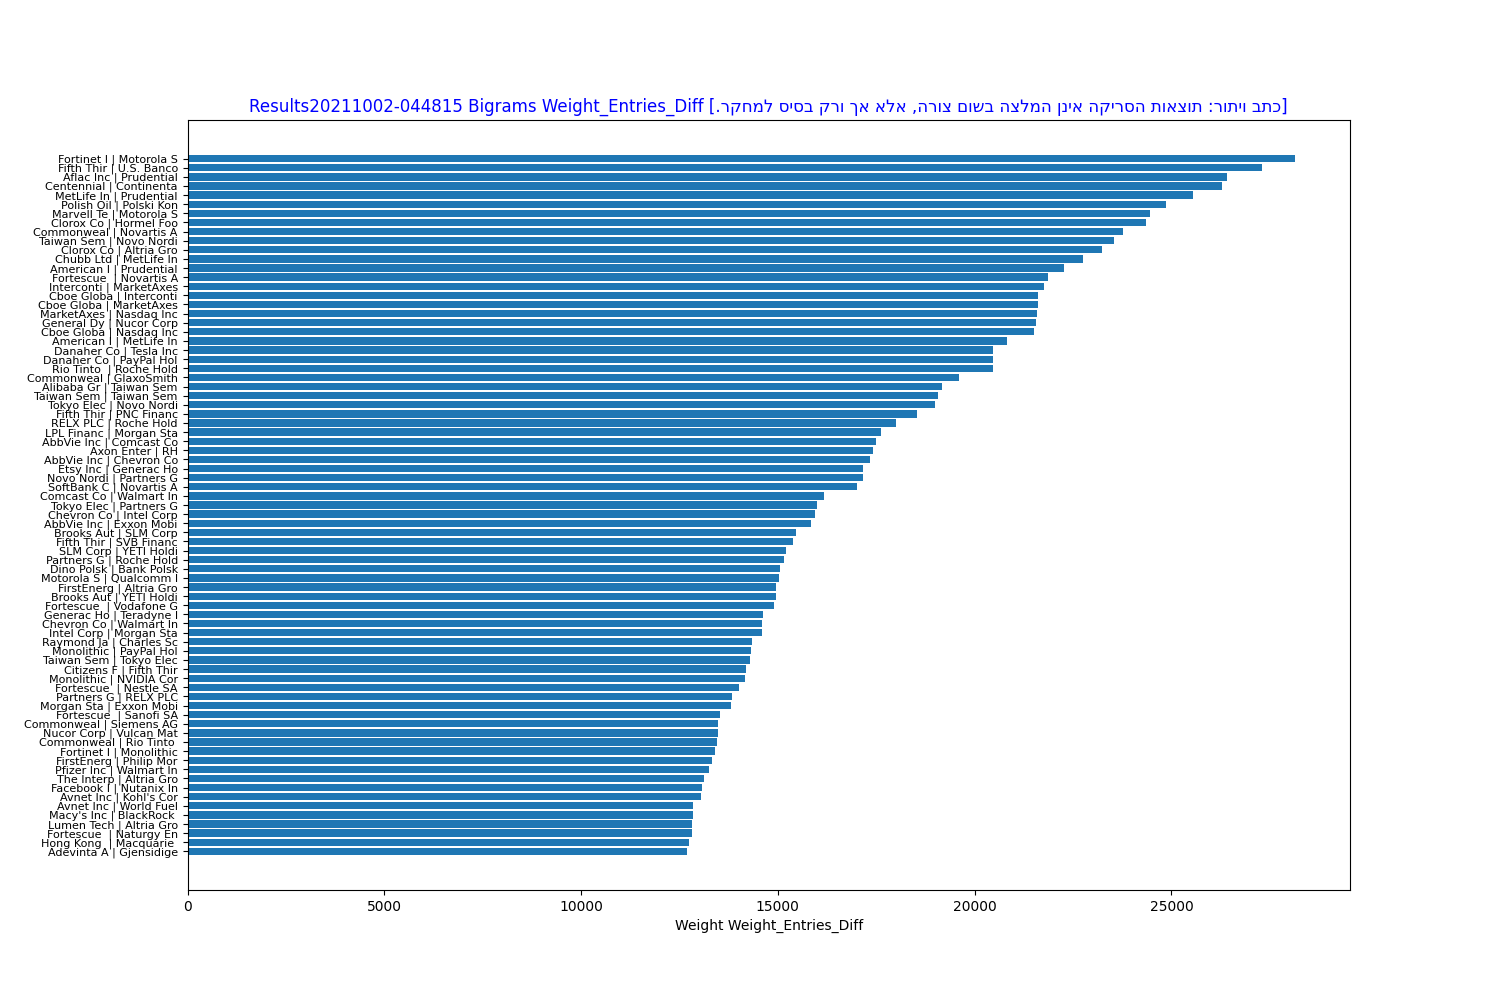 Results20211002-044815 Bigrams Weight_Entries_Diff [כתב ויתור: תוצאות הסריקה אינן המלצה בשום צורה, אלא אך ורק בסיס למחקר.]
Fortinet I | Motorola S
Fifth Thir | U.S. Banco
Aflac Inc | Prudential
Centennial | Continenta
MetLife In | Prudential
Polish Oil | Polski Kon
Marvell Te | Motorola S
Clorox Co | Hormel Foo
Commonweal | Novartis A
Taiwan Sem | Novo Nordi
Clorox Co | Altria Gro
Chubb Ltd | MetLife In
American I | Prudential
Fortescue  | Novartis A
Interconti | MarketAxes
Cboe Globa | Interconti
Cboe Globa | MarketAxes
MarketAxes | Nasdaq Inc
General Dy | Nucor Corp
Cboe Globa | Nasdaq Inc
American I | MetLife In
Danaher Co | Tesla Inc
Danaher Co | PayPal Hol
Rio Tinto  | Roche Hold
Commonweal | GlaxoSmith
Alibaba Gr | Taiwan Sem
Taiwan Sem | Taiwan Sem
Tokyo Elec | Novo Nordi
Fifth Thir | PNC Financ
RELX PLC | Roche Hold
LPL Financ | Morgan Sta
AbbVie Inc | Comcast Co
Axon Enter | RH
AbbVie Inc | Chevron Co
Etsy Inc | Generac Ho
Novo Nordi | Partners G
SoftBank C | Novartis A
Comcast Co | Walmart In
Tokyo Elec | Partners G
Chevron Co | Intel Corp
AbbVie Inc | Exxon Mobi
Brooks Aut | SLM Corp
Fifth Thir | SVB Financ
SLM Corp | YETI Holdi
Partners G | Roche Hold
Dino Polsk | Bank Polsk
Motorola S | Qualcomm I
FirstEnerg | Altria Gro
Brooks Aut | YETI Holdi
Fortescue  | Vodafone G
Generac Ho | Teradyne I
Chevron Co | Walmart In
Intel Corp | Morgan Sta
Raymond Ja | Charles Sc
Monolithic | PayPal Hol
Taiwan Sem | Tokyo Elec
Citizens F | Fifth Thir
Monolithic | NVIDIA Cor
Fortescue  | Nestle SA
Partners G | RELX PLC
Morgan Sta | Exxon Mobi
Fortescue  | Sanofi SA
Commonweal | Siemens AG
Nucor Corp | Vulcan Mat
Commonweal | Rio Tinto
Fortinet I | Monolithic
FirstEnerg | Philip Mor
Pfizer Inc | Walmart In
The Interp | Altria Gro
Facebook I | Nutanix In
Avnet Inc | Kohl's Cor
Avnet Inc | World Fuel
Macy's Inc | BlackRock
Lumen Tech | Altria Gro
Fortescue  | Naturgy En
Hong Kong  | Macquarie
Adevinta A | Gjensidige
0 5000 10000 15000 20000 25000
Weight Weight_Entries_Diff